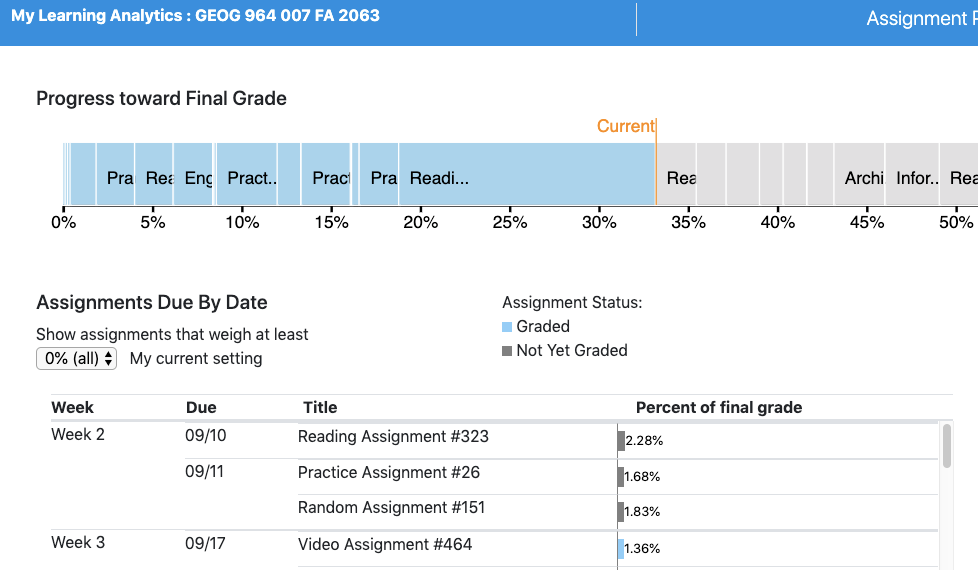 My Learning Analytics : GEOG 964 007 FA 2063
Assignment
Progress toward Final Grade
Current
Pra Rea Eng Pract.. Pract Pra Readi... Rea Archi Infor.. Rea
0% 5% 10% 15% 20% 25% 30% 35% 40% 45% 50%
Assignments Due By Date
Show assignments that weigh at least
0% (all) My current setting
Assignment Status:
Graded
Not Yet Graded
Week Due Title Percent of final grade
Week 2 09/10 Reading Assignment #323 2.28%
09/11 Practice Assignment #26 1.68%
Random Assignment #151 1.83%
Week 3 09/17 Video Assignment #464 1.36%